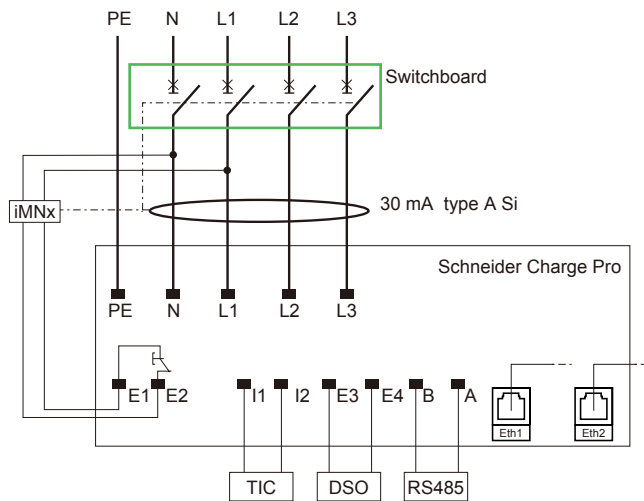 PE N L1 L2 L3
Switchboard
iMNx
30 mA type A Si
Schneider Charge Pro
PE N L1 L2 L3
E1 E2 I1 I2 E3 E4 B A
Eth1 Eth2
TIC DSO RS485